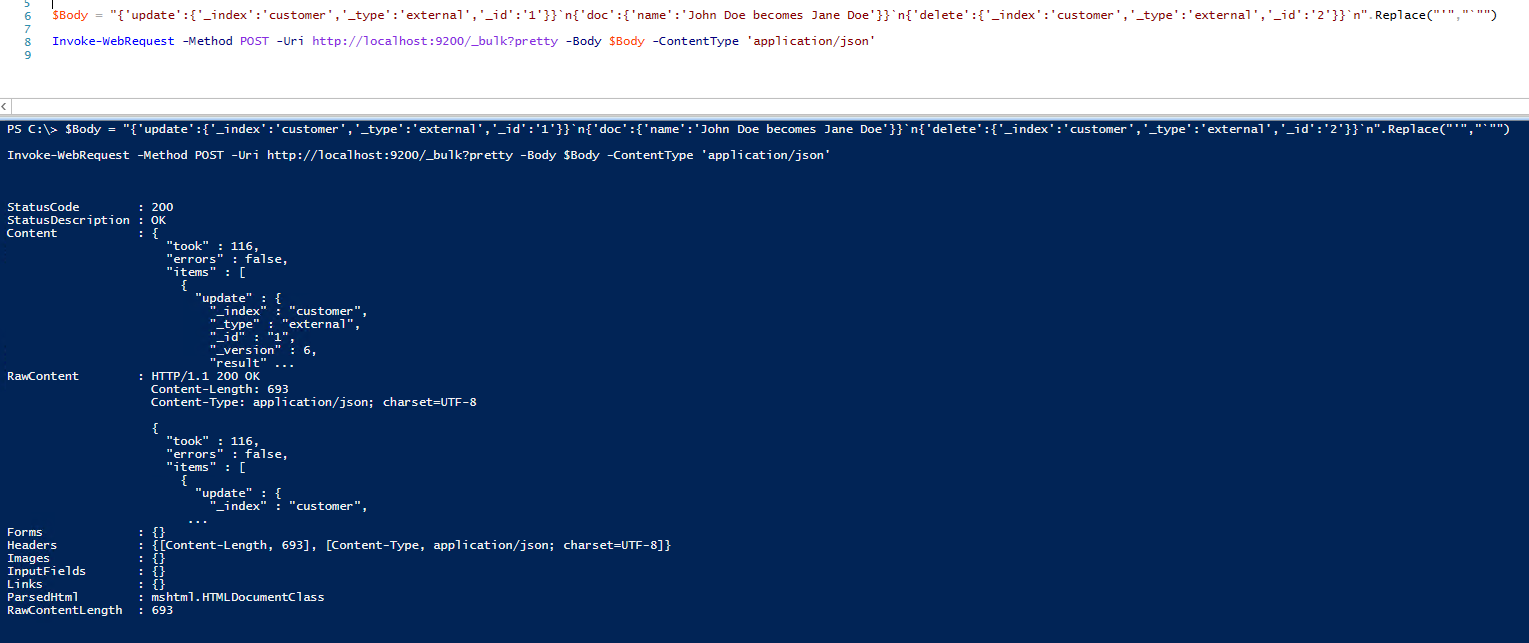 5
6 $Body = "{'update':{'_index':'customer','_type':'external','_id':'1'}}`n{'doc':{'name':'John Doe becomes Jane Doe'}}`n{'delete':{'_index':'customer','_type':'external','_id':'2'}}`n".Replace("'","`"")
7
8 Invoke-WebRequest -Method POST -Uri http://localhost:9200/_bulk?pretty -Body $Body -ContentType 'application/json'
9
PS C:\> $Body = "{'update':{'_index':'customer','_type':'external','_id':'1'}}`n{'doc':{'name':'John Doe becomes Jane Doe'}}`n{'delete':{'_index':'customer','_type':'external','_id':'2'}}`n".Replace("'","`"")
Invoke-WebRequest -Method POST -Uri http://localhost:9200/_bulk?pretty -Body $Body -ContentType 'application/json'
StatusCode : 200
StatusDescription : OK
Content : {
"took" : 116,
"errors" : false,
"items" : [
{
"update" : {
"_index" : "customer",
"_type" : "external",
"_id" : "1",
"_version" : 6,
"result" ...
RawContent : HTTP/1.1 200 OK
Content-Length: 693
Content-Type: application/json; charset=UTF-8
{
"took" : 116,
"errors" : false,
"items" : [
{
"update" : {
"_index" : "customer",
...
Forms : {}
Headers : {[Content-Length, 693], [Content-Type, application/json; charset=UTF-8]}
Images : {}
InputFields : {}
Links : {}
ParsedHtml : mshtml.HTMLDocumentClass
RawContentLength : 693